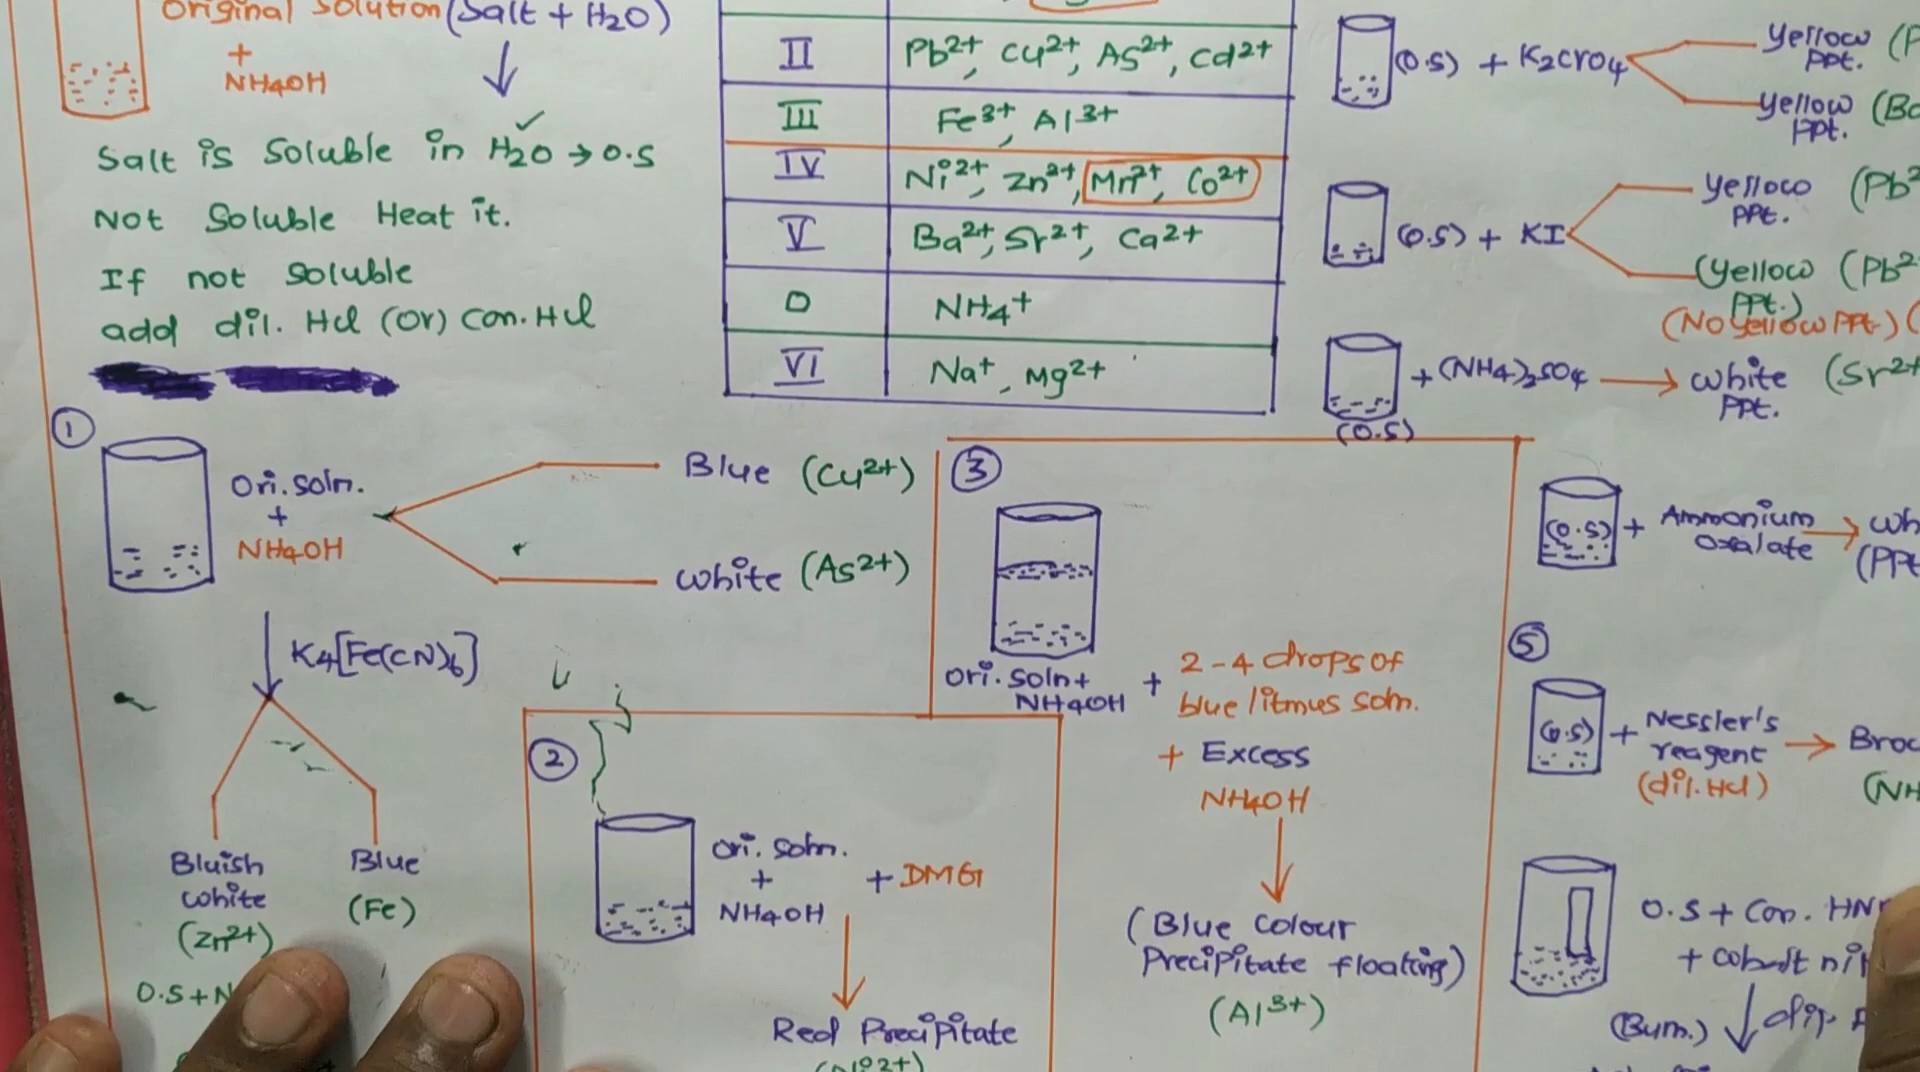 Original Solution (Salt + H2O)
+
NH4OH
Salt is Soluble in H2O → O.S
Not Soluble Heat it.
If not Soluble
add dil. Hcl (Or) Con. Hcl
II Pb2+, Cu2+, As2+, Cd2+
III Fe3+, Al3+
IV Ni2+, Zn2+, Mn2+, Co2+
V Ba2+, Sr2+, Ca2+
O NH4+
VI Na+, Mg2+
(O.S) + K2CrO4
Yellow
PPt.
Yellow
PPt.
(O.S) + KI
Yellow (Pb2
PPt.
(Yellow (Pb2
PPt.)
(No yellow PPt)
+ (NH4)2SO4 → White (Sr2+
PPt.
(O.S)
1
Ori. Soln.
+
NH4OH
Blue (Cu2+)
White (As2+)
K4[Fe(CN)6]
Bluish
White
(Zn2+)
Blue
(Fe)
O.S + N
2
Ori. Soln.
+
NH4OH
+ DMG
Red Precipitate
3
Ori. Soln +
NH4OH
+ 2-4 drops of
blue litmus soln.
+ Excess
NH4OH
(Blue Colour
Precipitate floating)
(Al3+)
(O.S) + Ammonium
Oxalate →
(PPt
5
(O.S) + Nessler's
reagent →
(dil. Hcl)
O.S + Con.
+ cobalt